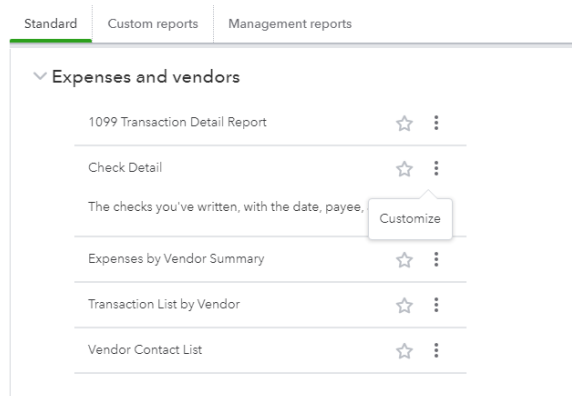 Standard Custom reports Management reports
Expenses and vendors
1099 Transaction Detail Report
Check Detail
The checks you've written, with the date, payee,
Customize
Expenses by Vendor Summary
Transaction List by Vendor
Vendor Contact List